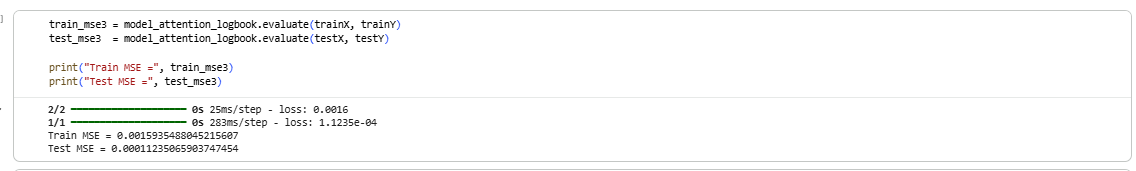 train_mse3 = model_attention_logbook.evaluate(trainX, trainY)
test_mse3  = model_attention_logbook.evaluate(testX, testY)
print("Train MSE =", train_mse3)
print("Test MSE =", test_mse3)
2/2 ━━━━━━━━━━━━━━━━━━━━ 0s 25ms/step - loss: 0.0016
1/1 ━━━━━━━━━━━━━━━━━━━━ 0s 283ms/step - loss: 1.1235e-04
Train MSE = 0.0015935488045215607
Test MSE = 0.00011235065903747454